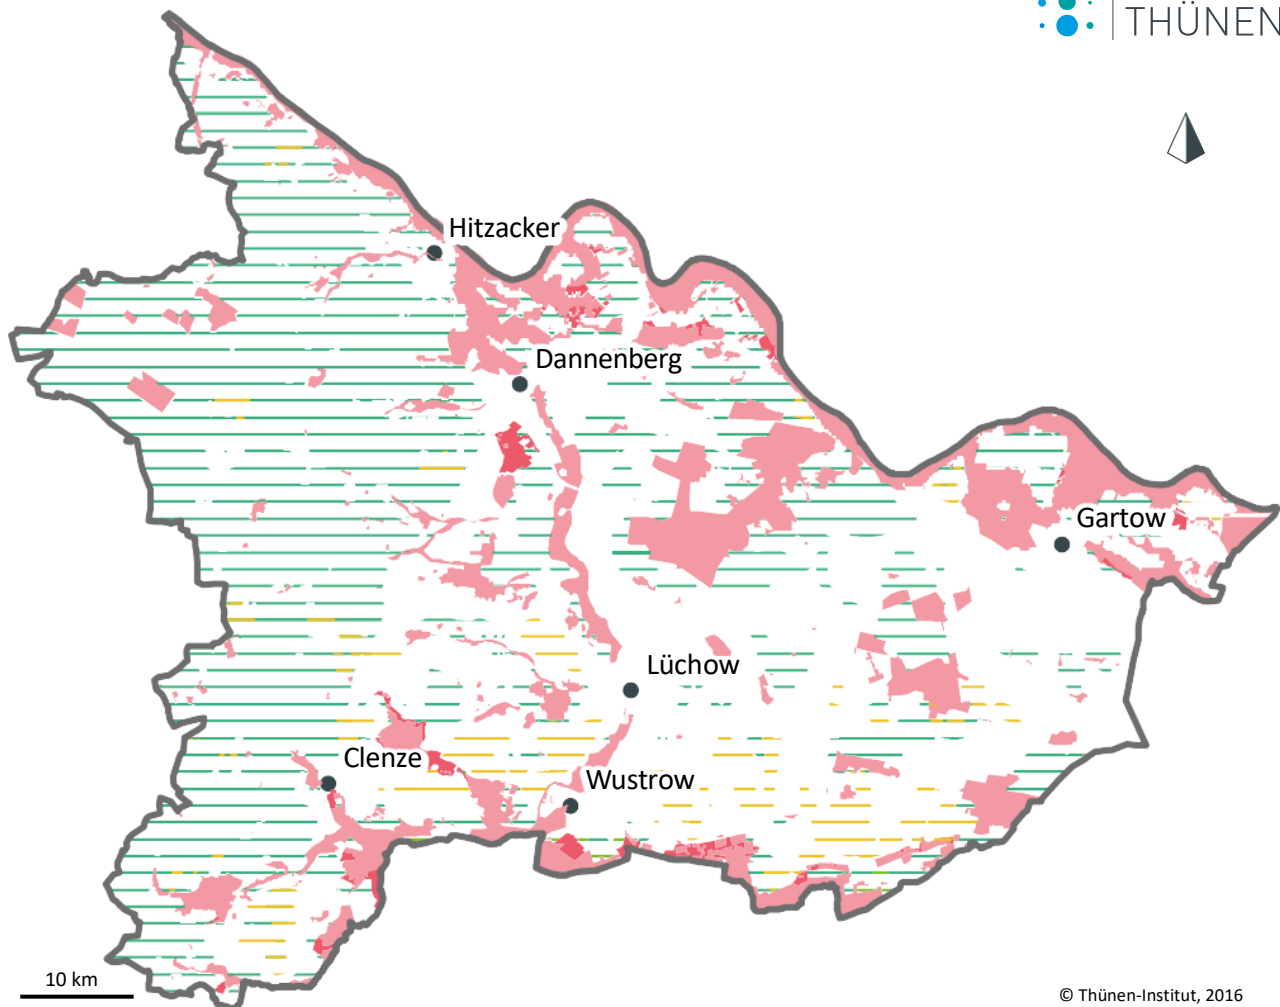 THÜNEN
Hitzacker
Dannenberg
Gartow
Lüchow
Clenze
Wustrow
10 km
© Thünen-Institut, 2016